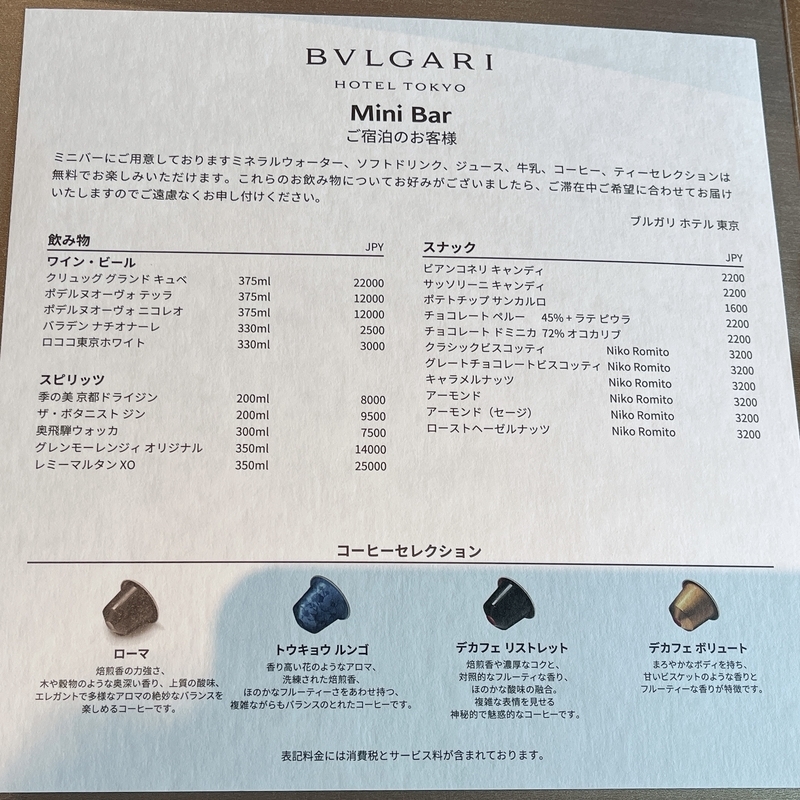 BVLGARI
HOTEL TOKYO
Mini Bar
ご宿泊のお客様
ミニバーにご用意しておりますミネラルウォーター、ソフトドリンク、ジュース、牛乳、コーヒー、ティーセレクションは
無料でお楽しみいただけます。これらのお飲み物についてお好みがございましたら、ご滞在中ご希望に合わせてお届け
いたしますのでご遠慮なくお申し付けください。
ブルガリ ホテル 東京
飲み物 JPY
ワイン・ビール
クリュッグ グランド キュベ 375ml 22000
ポデルヌオーヴォ テッラ 375ml 12000
ポデルヌオーヴォ ニコレオ 375ml 12000
バラデン ナチオナーレ 330ml 2500
ロココ東京ホワイト 330ml 3000
スピリッツ
季の美 京都ドライジン 200ml 8000
ザ・ボタニスト ジン 200ml 9500
奥飛騨ウォッカ 300ml 7500
グレンモーレンジィ オリジナル 350ml 14000
レミーマルタン XO 350ml 25000
スナック JPY
ビアンコネリ キャンディ 2200
サッソリーニ キャンディ 2200
ポテトチップ サンカルロ 1600
チョコレート ペルー 45% + ラテ ピウラ 2200
チョコレート ドミニカ 72% オコカリブ 2200
クラシックビスコッティ Niko Romito 3200
グレートチョコレートビスコッティ Niko Romito 3200
キャラメルナッツ Niko Romito 3200
アーモンド Niko Romito 3200
アーモンド（セージ） Niko Romito 3200
ローストヘーゼルナッツ Niko Romito 3200
コーヒーセレクション
ローマ
焙煎香の力強さ、
木や穀物のような奥深い香り、上質の酸味、
エレガントで多様なアロマの絶妙なバランスを
楽しめるコーヒーです。
トウキョウ ルンゴ
香り高い花のようなアロマ、
洗練された焙煎香、
ほのかなフルーティーさをあわせ持つ、
複雑ながらもバランスのとれたコーヒーです。
デカフェ リストレット
焙煎香や濃厚なコクと、
対照的なフルーティな香り、
ほのかな酸味の融合。
複雑な表情を見せる
神秘的で魅惑的なコーヒーです。
デカフェ ボリュート
まろやかなボディを持ち、
甘いビスケットのような香りと
フルーティーな香りが特徴です。
表記料金には消費税とサービス料が含まれております。